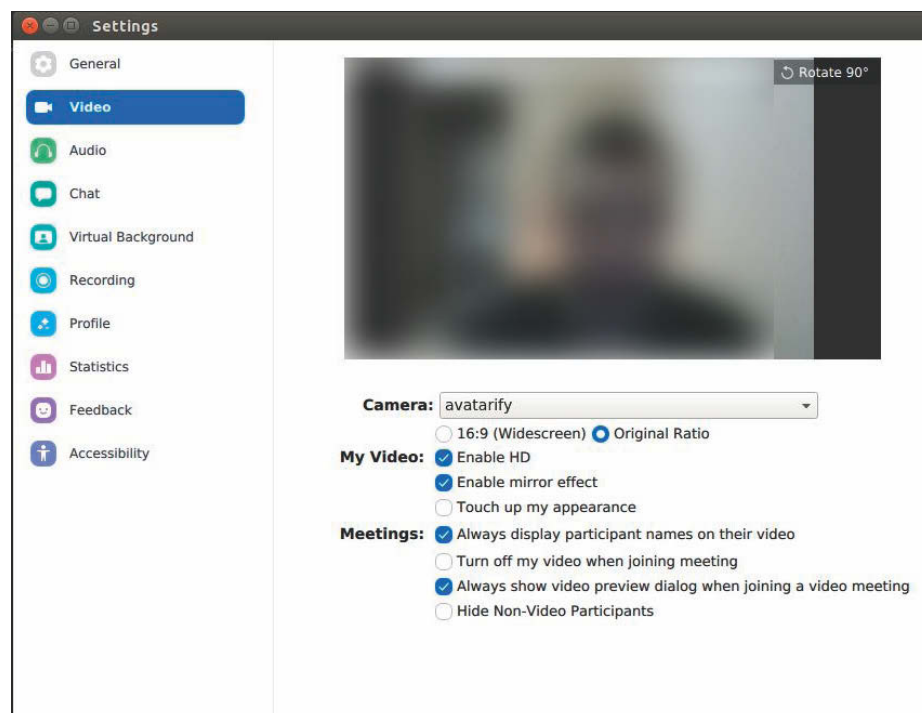 Settings
General
Video
Audio
Chat
Virtual Background
Recording
Profile
Statistics
Feedback
Accessibility
Rotate 90°
Camera: avatarify
16:9 (Widescreen) Original Ratio
My Video: Enable HD
Enable mirror effect
Touch up my appearance
Meetings: Always display participant names on their video
Turn off my video when joining meeting
Always show video preview dialog when joining a video meeting
Hide Non-Video Participants